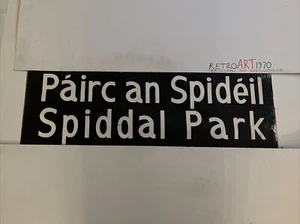 RETROART1970
Páirc an Spidéil
Spiddal Park